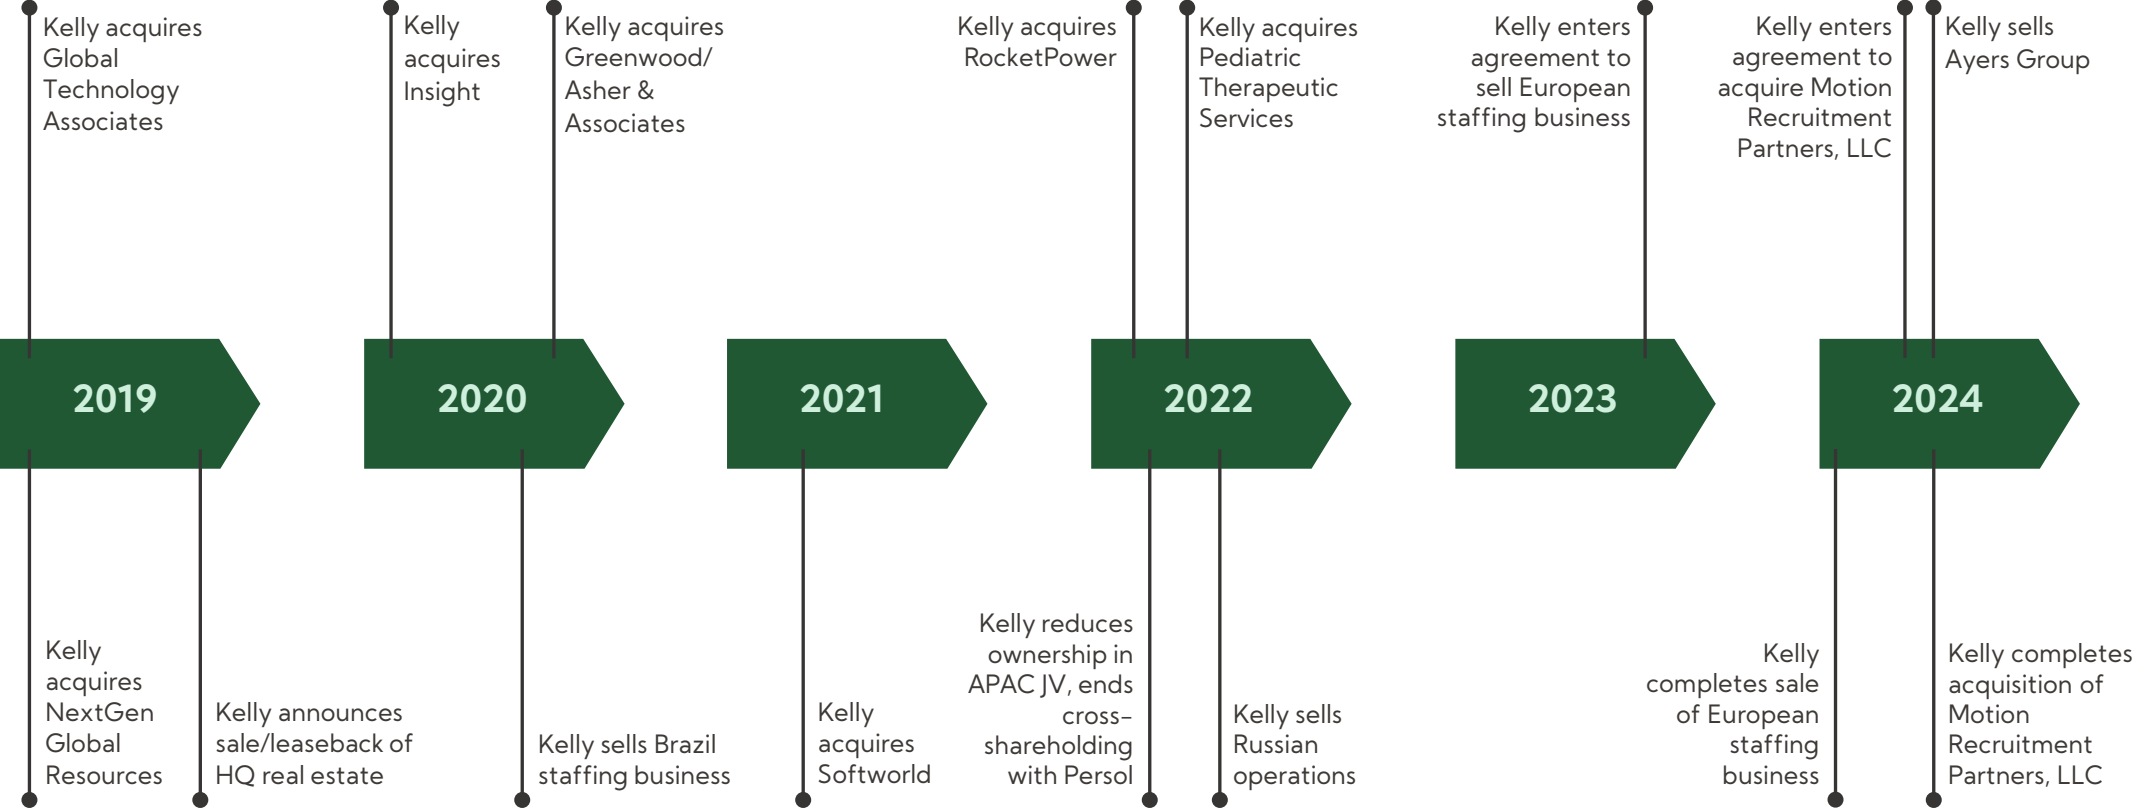 Kelly acquires
Global
Technology
Associates
Kelly
acquires
Insight
Kelly acquires
Greenwood/
Asher &
Associates
Kelly acquires
RocketPower
Kelly acquires
Pediatric
Therapeutic
Services
Kelly enters
agreement to
sell European
staffing business
Kelly enters
agreement to
acquire Motion
Recruitment
Partners, LLC
Kelly sells
Ayers Group
2019
2020
2021
2022
2023
2024
Kelly
acquires
NextGen
Global
Resources
Kelly announces
sale/leaseback of
HQ real estate
Kelly sells Brazil
staffing business
Kelly
acquires
Softworld
Kelly reduces
ownership in
APAC JV, ends
cross-
shareholding
with Persol
Kelly sells
Russian
operations
Kelly
completes sale
of European
staffing
business
Kelly completes
acquisition of
Motion
Recruitment
Partners, LLC